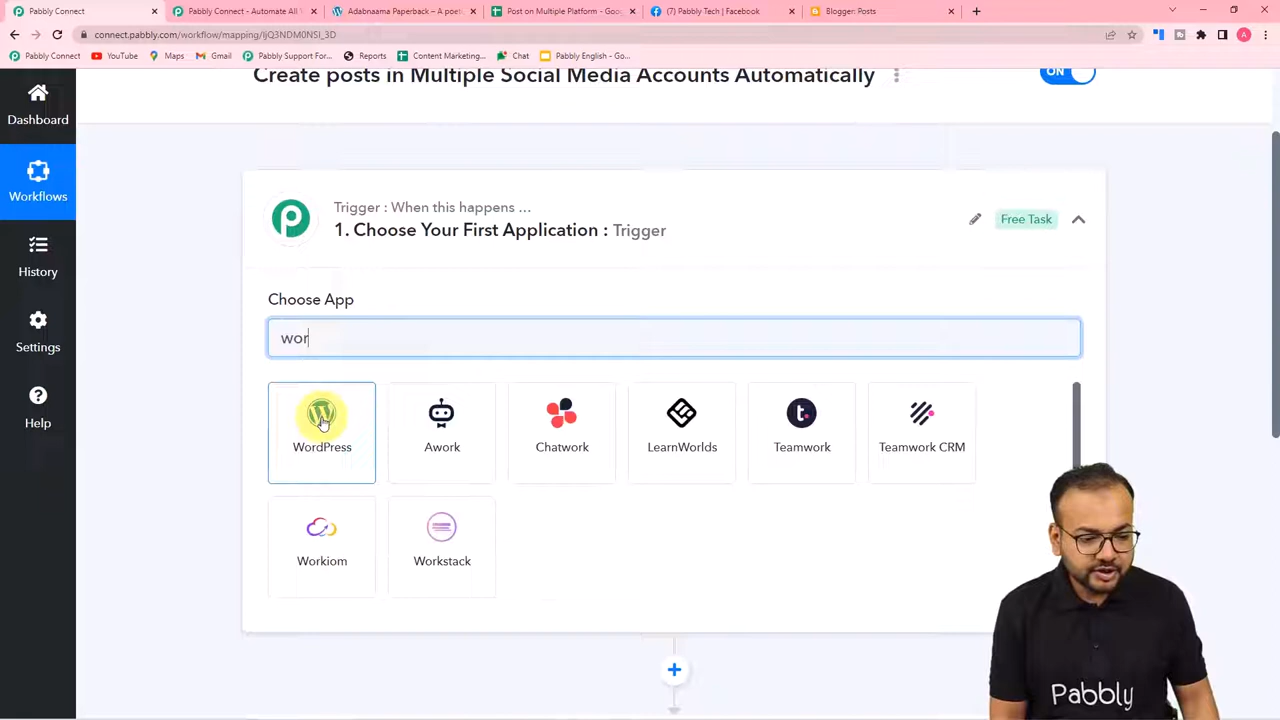 Pabbly Connect
Pabbly Connect - Automate All
Adabnaama Paperback – A poet
Post on Multiple Platform - Goog
(7) Pabbly Tech | Facebook
Blogger: Posts
connect.pabbly.com/workflow/mapping/IjQ3NDM0NSI_3D
Pabbly Connect
YouTube
Maps
Gmail
Pabbly Support For...
Reports
Content Marketing...
Chat
Pabbly English - Go...
Create posts in Multiple Social Media Accounts Automatically
ON
Dashboard
Workflows
History
Settings
Help
Trigger : When this happens ...
1. Choose Your First Application : Trigger
Free Task
Choose App
wor
WordPress
Awork
Chatwork
LearnWorlds
Teamwork
Teamwork CRM
Workiom
Workstack
Pabbly